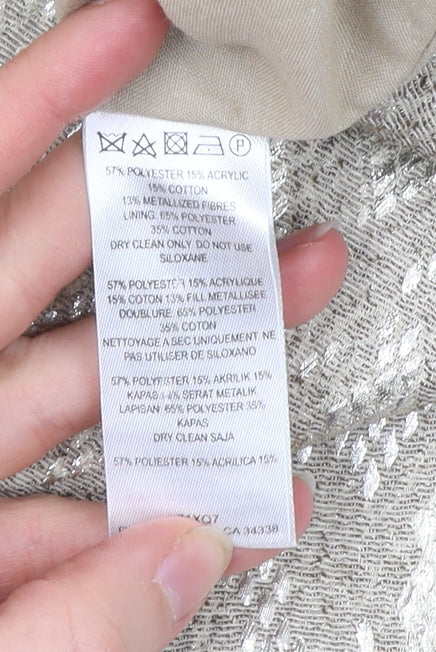 P
57% POLYESTER 15% ACRYLIC
15% COTTON
13% METALLIZED FIBRES
LINING: 65% POLYESTER
35% COTTON
DRY CLEAN ONLY DO NOT USE
SILOXANE
57% POLYESTER 15% ACRYLIQUE
15% COTON 13% FILL METALLISEE
DOUBLURE: 65% POLYESTER
35% COTON
NETTOYAGE A SEC UNIQUEMENT NE
PAS UTILISER DE SILOXANO
57% POLYESTER 15% AKRILIK 15%
KAPAS SERAT METALIK
LAPISAN: 65% POLYESTER 35%
KAPAS
DRY CLEAN SAJA
57% POLIESTER 15% ACRILICA 15%
1XQ7
CA 34338